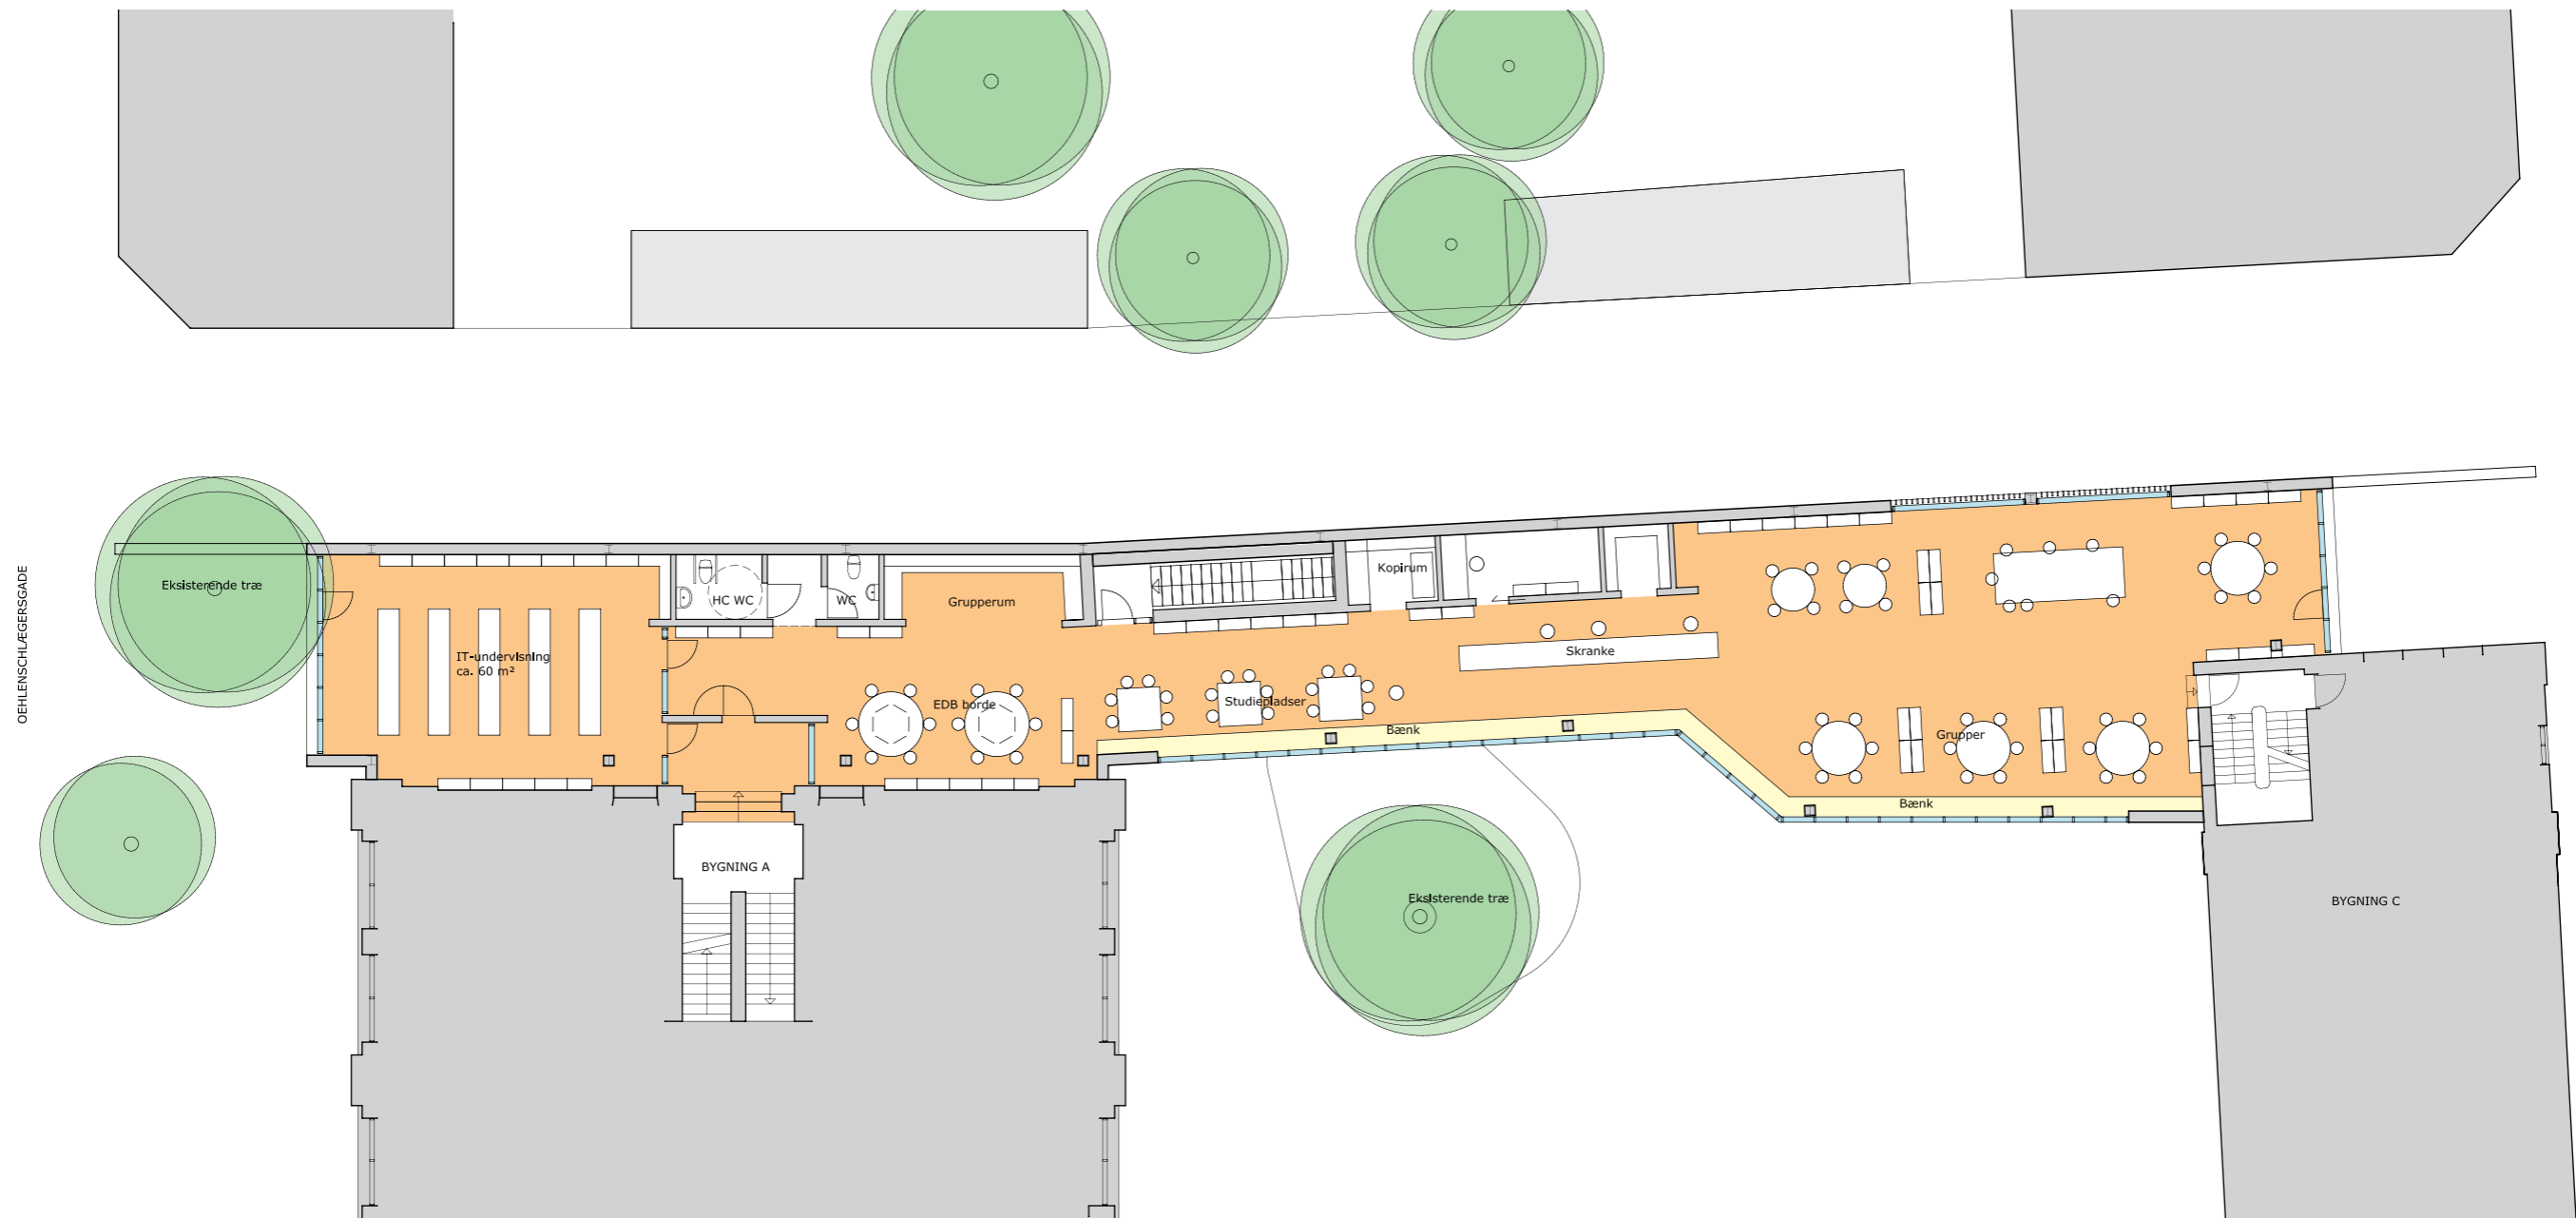 OEHLENSCHLÆGERSGADE
Eksisterende træ
HC WC
WC
Grupperum
Kopirum
IT-undervisning
ca. 60 m²
EDB borde
Studiepladser
Skranke
Bænk
Grupper
Bænk
BYGNING A
Eksisterende træ
BYGNING C